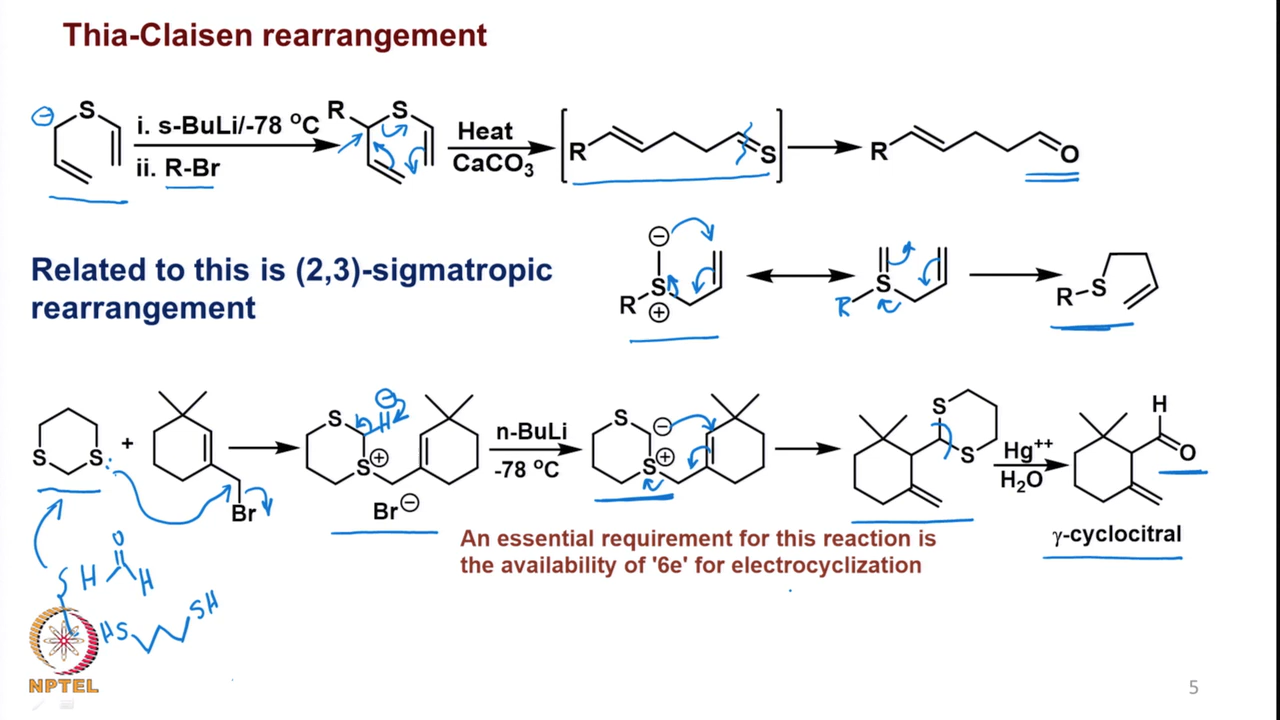 Thia-Claisen rearrangement
S
i. s-BuLi/-78 °C
ii. R-Br
R
S
Heat
CaCO₃
R
S
R
O
Related to this is (2,3)-sigmatropic
rearrangement
R
S
R
S
R
S
S
S
+
Br
S
H
S
Br
n-BuLi
-78 °C
S
S
S
S
Hg++
H₂O
H
O
γ-cyclocitral
An essential requirement for this reaction is
the availability of '6e' for electrocyclization
O
H
H
HS
SH
NPTEL
5